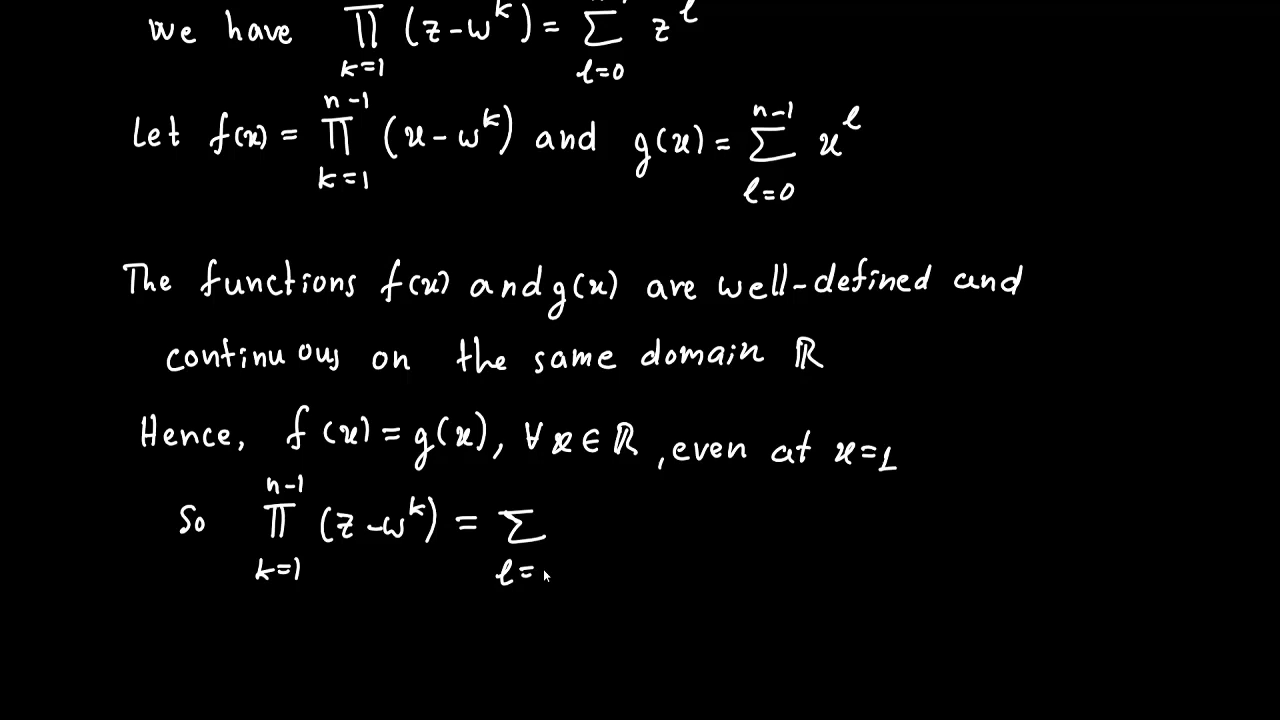 we have ∏_{k=1} (z-ω^k) = ∑_{l=0} z^l
Let f(x) = ∏_{k=1}^{n-1} (x-ω^k) and g(x) = ∑_{l=0}^{n-1} x^l
The functions f(x) and g(x) are well-defined and
continuous on the same domain ℝ
Hence, f(x) = g(x), ∀x∈ℝ, even at x=1
So ∏_{k=1}^{n-1} (z-ω^k) = ∑_{l=